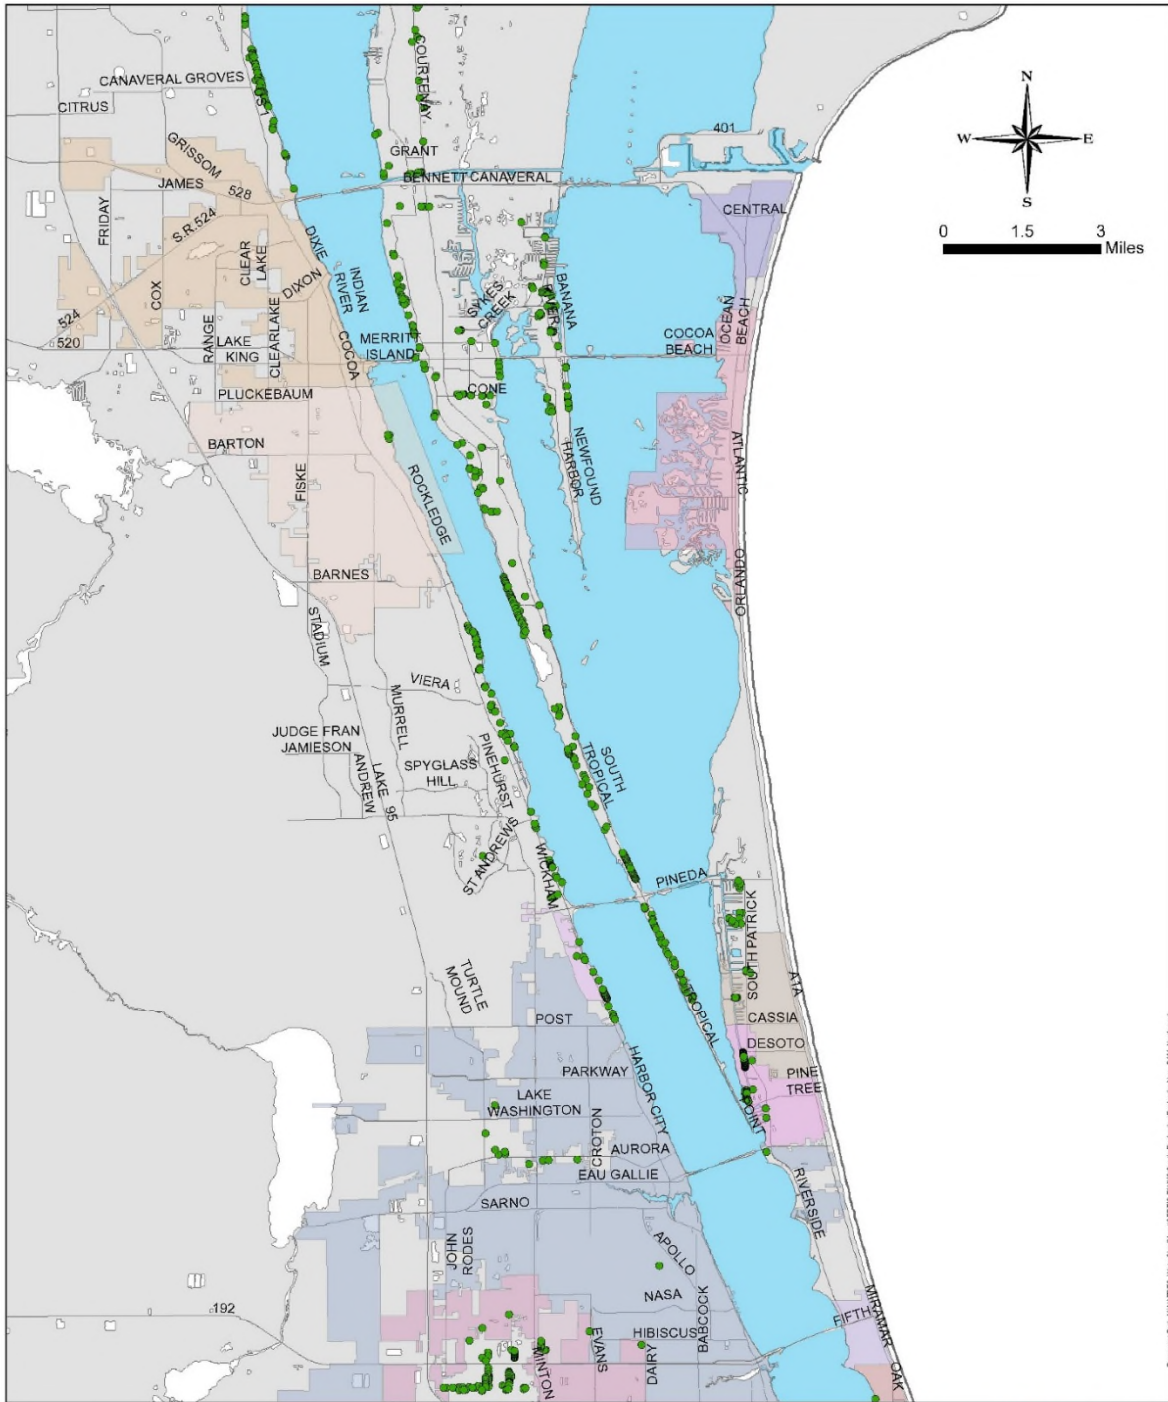 COURTENAY
CANAVERAL GROVES
US 1
CITRUS
401
N
W
E
S
GRISSOM
GRANT
BENNETT CANAVERAL
JAMES
528
CENTRAL
0
1.5
3
Miles
FRIDAY
S.R.524
DIXIE
CLEAR
LAKE
COX
DIXON
INDIAN
RIVER
SYKES
CREEK
BANANA
RIVER
OCEAN
BEACH
524
520
RANGE
LAKE
KING
CLEARLAKE
COCOA
MERRITT
ISLAND
COCOA
BEACH
PLUCKEBAUM
CONE
BARTON
FISKE
ROCKLEDGE
NEWFOUND
HARBOR
ATLANTIC
ORLANDO
BARNES
STADIUM
VIERA
MURRELL
JUDGE FRAN
JAMIESON
LAKE
ANDREW
95
SPYGLASS
HILL
PINEHURST
SOUTH
TROPICAL
ST ANDREWS
WICKHAM
PINEDA
SOUTH PATRICK
TURTLE
MOUND
A1A
POST
TROPICAL
CASSIA
DESOTO
PINE
TREE
HARBOR CITY
PARKWAY
LAKE
WASHINGTON
CROTON
POINT
AURORA
EAU GALLIE
SARNO
RIVERSIDE
JOHN
RODES
APOLLO
NASA
BABCOCK
192
MIRAMAR
FIFTH
HIBISCUS
EVANS
MINTON
DAIRY
OAK